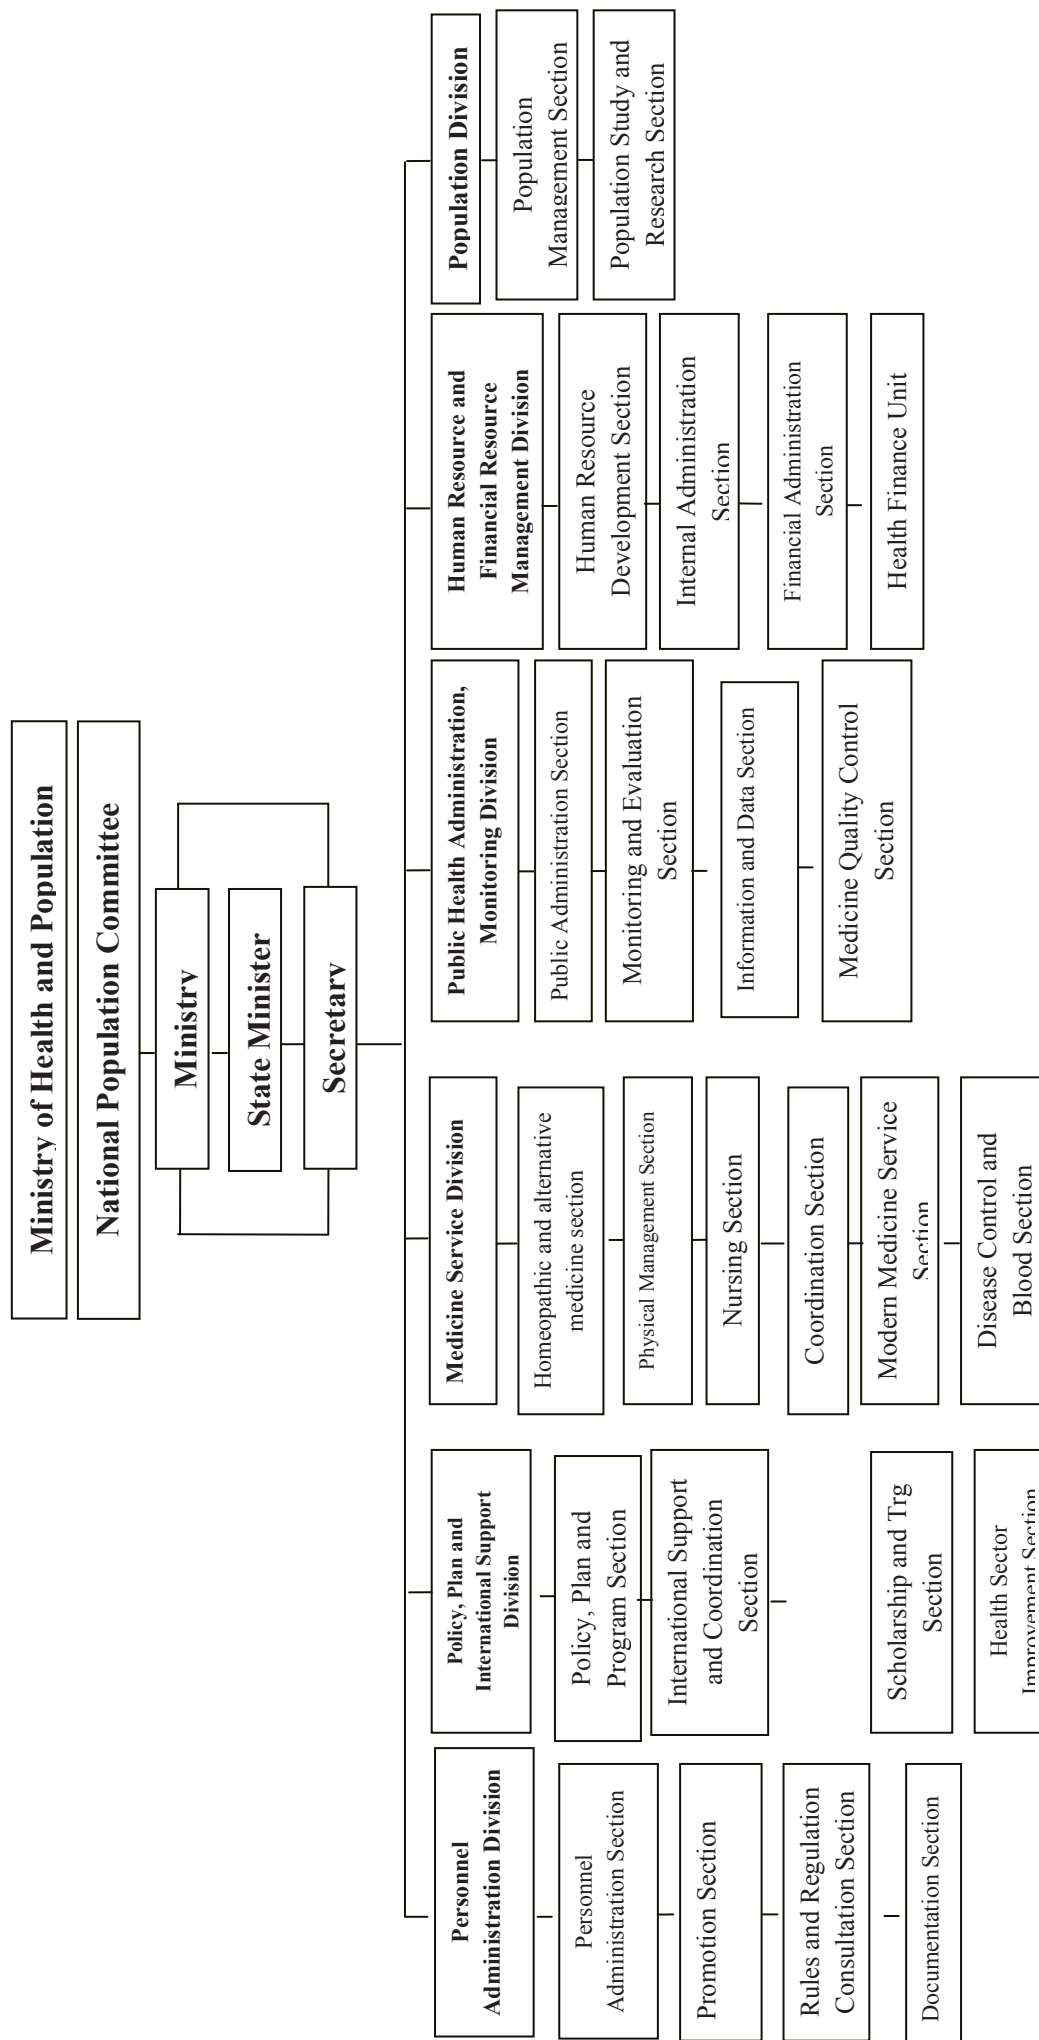 Ministry of Health and Population
National Population Committee
Ministry
State Minister
Secretary
Personnel
Administration Division
Personnel
Administration Section
Promotion Section
Rules and Regulation
Consultation Section
Documentation Section
Policy, Plan and
International Support
Division
Policy, Plan and
Program Section
International Support
and Coordination
Section
Scholarship and Trg
Section
Health Sector
Improvement Section
Medicine Service Division
Homeopathic and alternative
medicine section
Physical Management Section
Nursing Section
Coordination Section
Modern Medicine Service
Section
Disease Control and
Blood Section
Public Health Administration,
Monitoring Division
Public Administration Section
Monitoring and Evaluation
Section
Information and Data Section
Medicine Quality Control
Section
Human Resource and
Financial Resource
Management Division
Human Resource
Development Section
Internal Administration
Section
Financial Administration
Section
Health Finance Unit
Population Division
Population
Management Section
Population Study and
Research Section